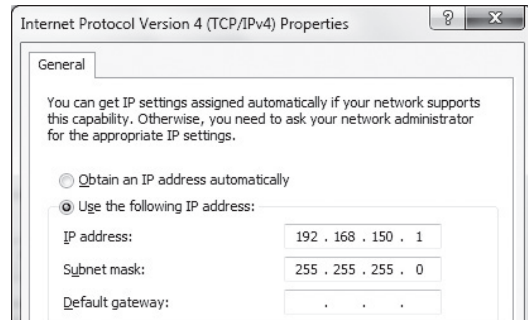 Internet Protocol Version 4 (TCP/IPv4) Properties
? X
General
You can get IP settings assigned automatically if your network supports
this capability. Otherwise, you need to ask your network administrator
for the appropriate IP settings.
Obtain an IP address automatically
Use the following IP address:
IP address: 192 . 168 . 150 . 1
Subnet mask: 255 . 255 . 255 . 0
Default gateway: . . .